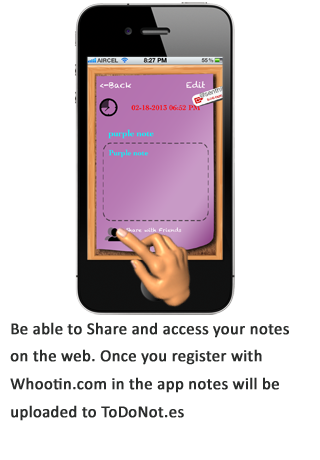 AIRCEL 8:27 PM 55 %
<-Back Edit
02-18-2013 06:52 PM
purple note
Purple not
Share with Friends
Be able to Share and access your notes
on the web. Once you register with
Whootin.com in the app notes will be
uploaded to ToDoNot.es